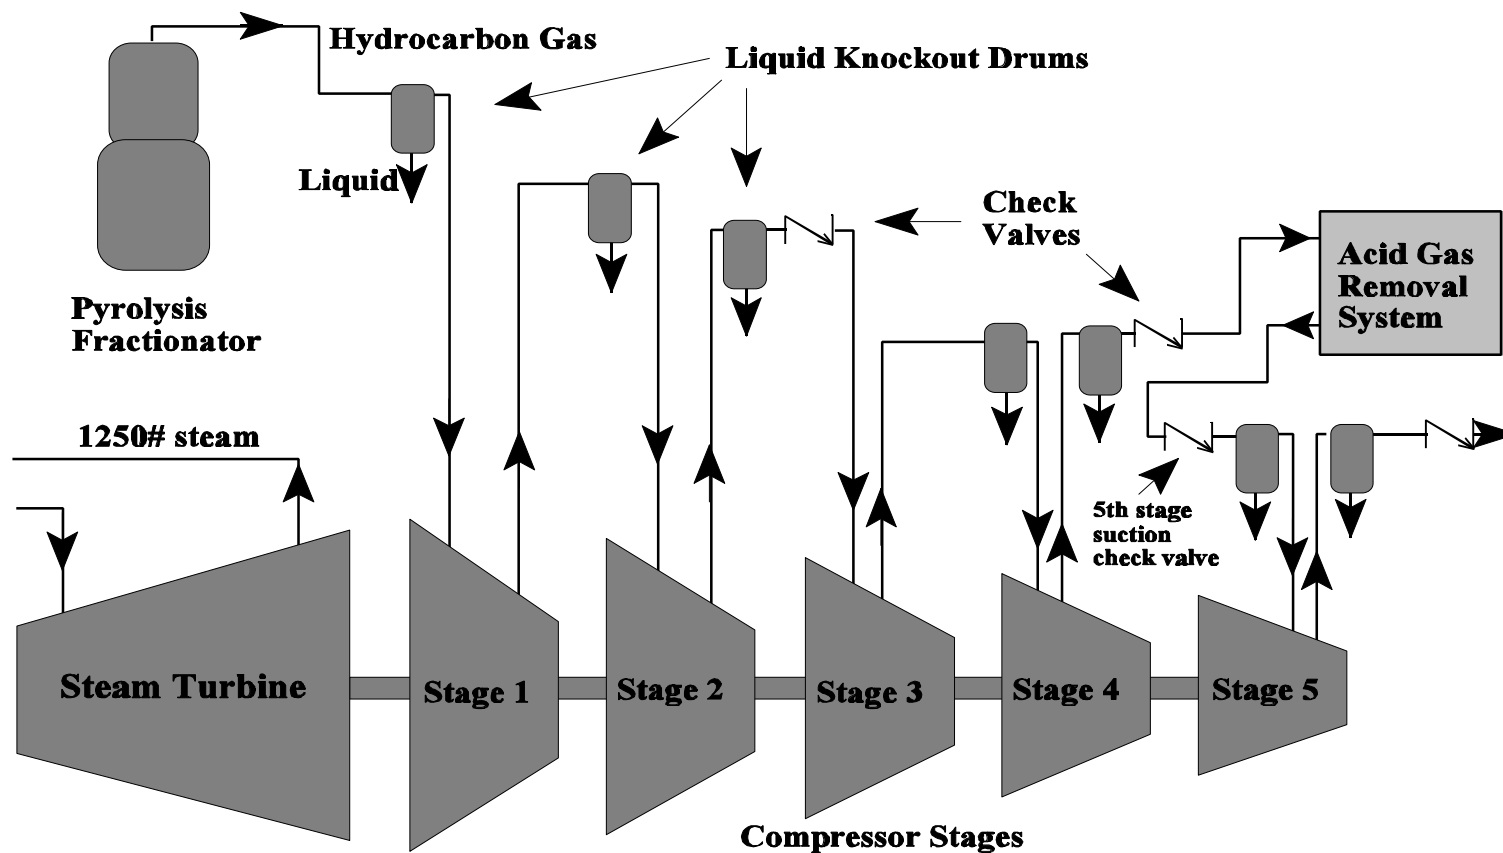 Hydrocarbon Gas
Liquid Knockout Drums
Liquid
Check
Valves
Acid Gas
Removal
System
Pyrolysis
Fractionator
1250# steam
5th stage
suction
check valve
Steam Turbine
Stage 1
Stage 2
Stage 3
Stage 4
Stage 5
Compressor Stages